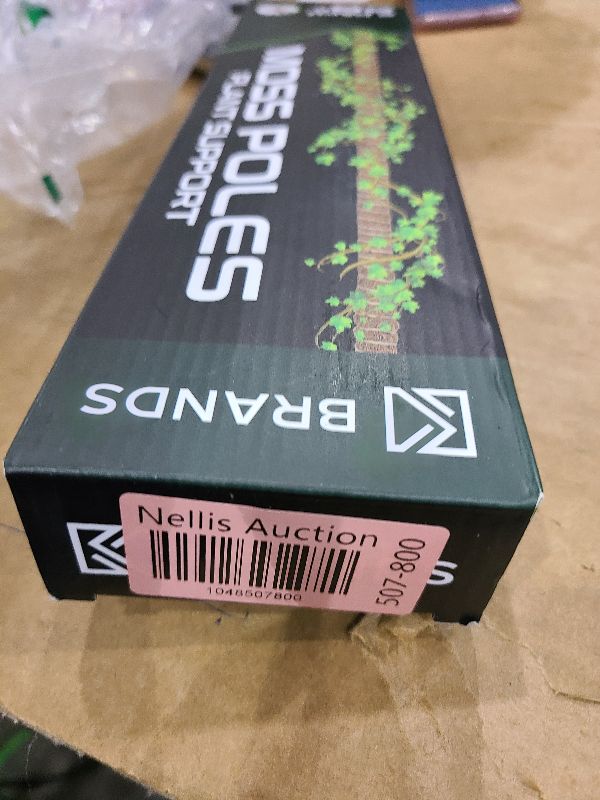 MOSS POLES
PLANT SUPPORT
BRANDS
Nellis Auction
1048507800
507-800
S